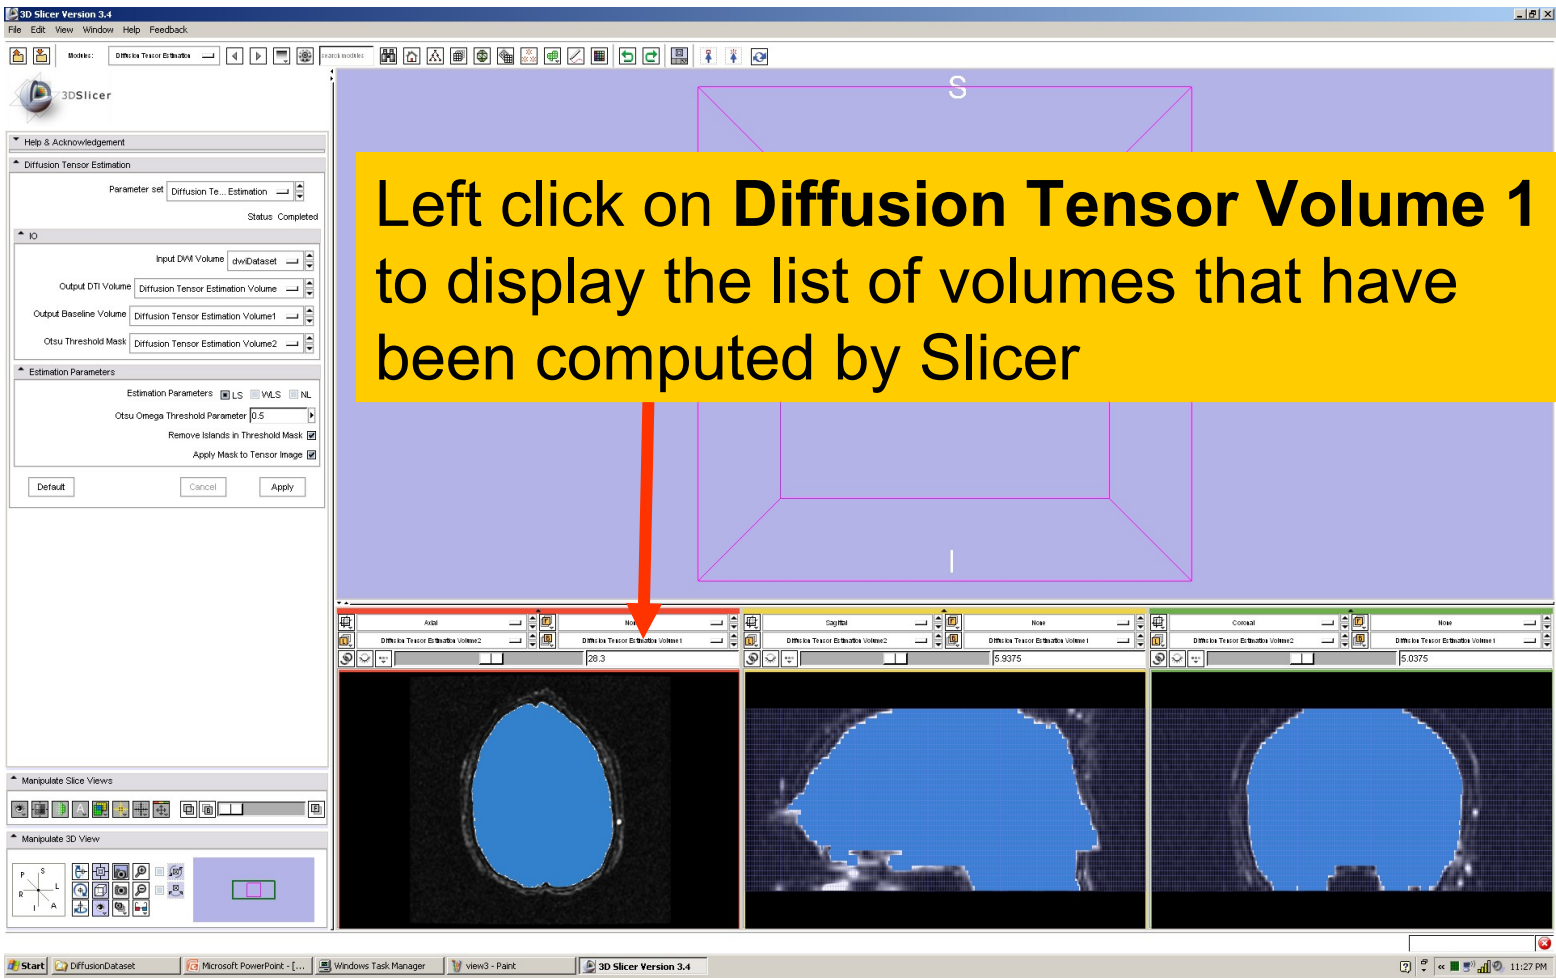 3D Slicer Version 3.4
File Edit View Window Help Feedback
Modules: Diffusion Tensor Estimation search modules
3DSlicer
Help & Acknowledgement
Diffusion Tensor Estimation
Parameter set Diffusion Te... Estimation
Status Completed
IO
Input DWI Volume dwiDataset
Output DTI Volume Diffusion Tensor Estimation Volume
Output Baseline Volume Diffusion Tensor Estimation Volume1
Otsu Threshold Mask Diffusion Tensor Estimation Volume2
Estimation Parameters
Estimation Parameters LS WLS NL
Otsu Omega Threshold Parameter 0.5
Remove Islands in Threshold Mask
Apply Mask to Tensor Image
Default Cancel Apply
S
Left click on Diffusion Tensor Volume 1
to display the list of volumes that have
been computed by Slicer
I
Axial
Diffusion Tensor Estimation Volume2 Diffusion Tensor Estimation Volume1
28.3
Sagittal None
Diffusion Tensor Estimation Volume2 Diffusion Tensor Estimation Volume1
5.9375
Coronal None
Diffusion Tensor Estimation Volume2 Diffusion Tensor Estimation Volume1
5.0375
Manipulate Slice Views
Manipulate 3D View
P S
R L
I A
Start DiffusionDataset Microsoft PowerPoint - [... Windows Task Manager view3 - Paint 3D Slicer Version 3.4 11:27 PM